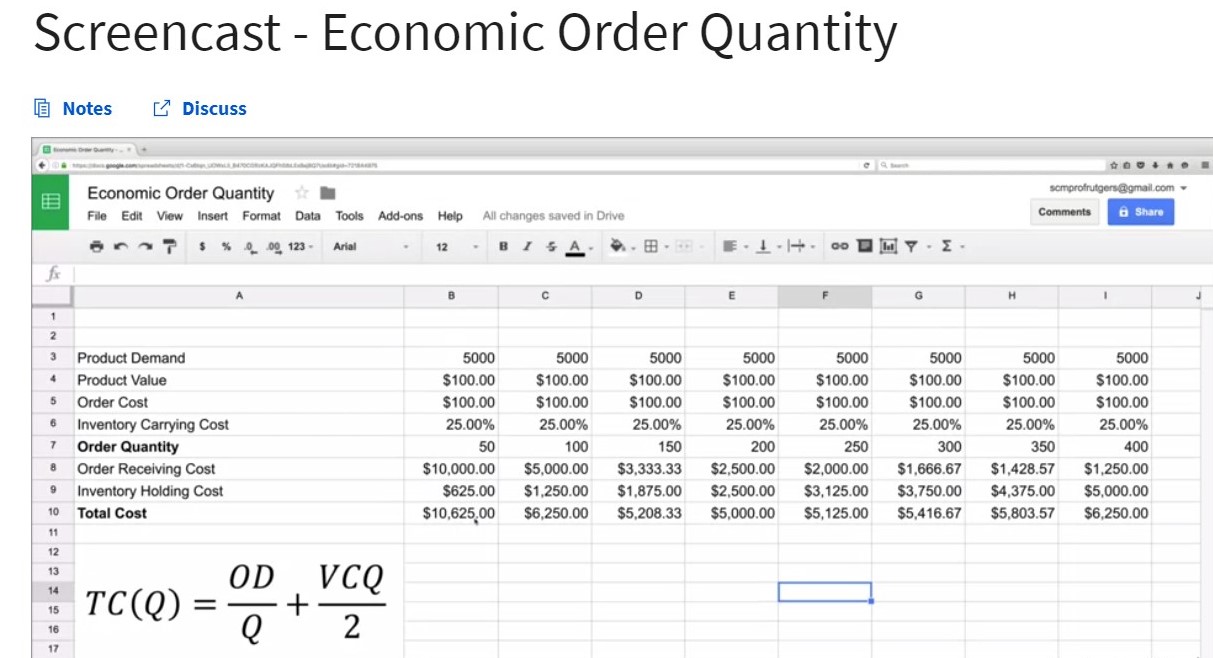 Screencast - Economic Order Quantity
Notes Discuss
Economic Order Quantity
scmprofrutgers@gmail.com
File Edit View Insert Format Data Tools Add-ons Help All changes saved in Drive
Comments Share
$ % .0 .00 123 Arial 12 B I S A Σ
fx
A B C D E F G H I J
1
2
3 Product Demand 5000 5000 5000 5000 5000 5000 5000 5000
4 Product Value $100.00 $100.00 $100.00 $100.00 $100.00 $100.00 $100.00 $100.00
5 Order Cost $100.00 $100.00 $100.00 $100.00 $100.00 $100.00 $100.00 $100.00
6 Inventory Carrying Cost 25.00% 25.00% 25.00% 25.00% 25.00% 25.00% 25.00% 25.00%
7 Order Quantity 50 100 150 200 250 300 350 400
8 Order Receiving Cost $10,000.00 $5,000.00 $3,333.33 $2,500.00 $2,000.00 $1,666.67 $1,428.57 $1,250.00
9 Inventory Holding Cost $625.00 $1,250.00 $1,875.00 $2,500.00 $3,125.00 $3,750.00 $4,375.00 $5,000.00
10 Total Cost $10,625.00 $6,250.00 $5,208.33 $5,000.00 $5,125.00 $5,416.67 $5,803.57 $6,250.00
11
12
13
14
15
16
17
TC(Q) = OD/Q + VCQ/2